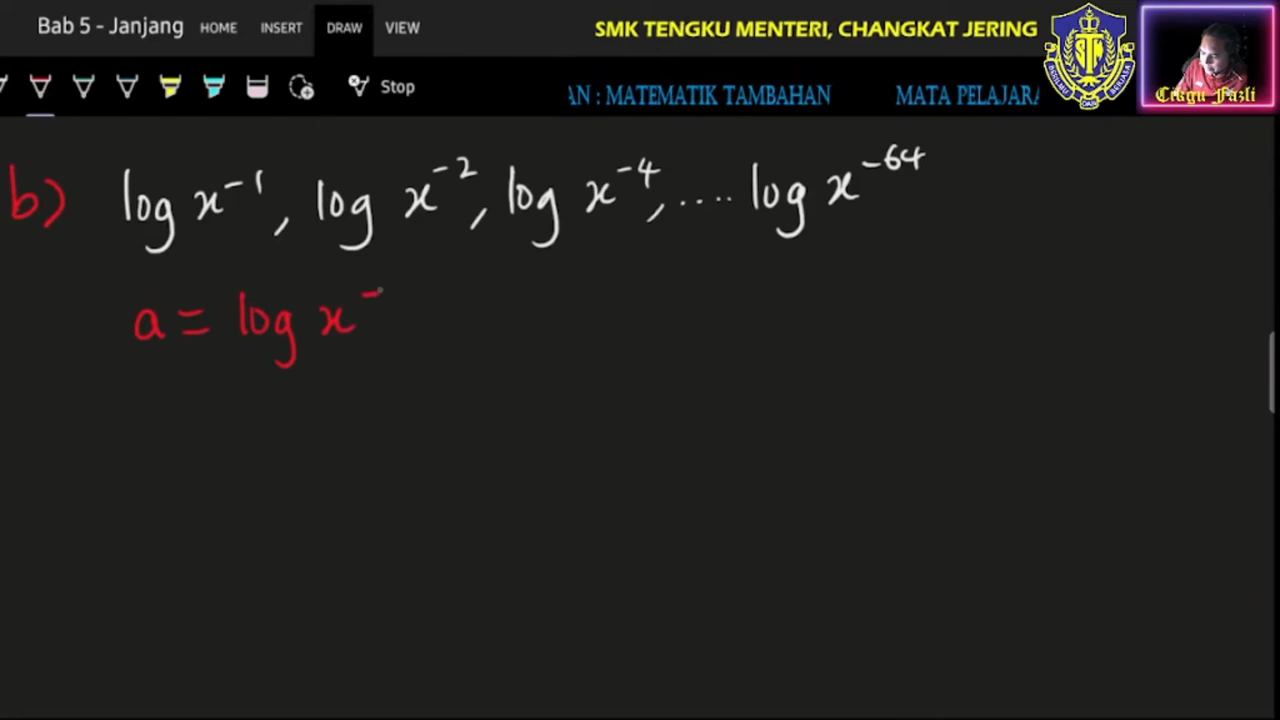 Bab 5 - Janjang HOME INSERT DRAW VIEW
SMK TENGKU MENTERI, CHANGKAT JERING
Stop
AN : MATEMATIK TAMBAHAN MATA PELAJARA
Cikgu Fazli
b) log x⁻¹, log x⁻², log x⁻⁴, .... log x⁻⁶⁴
a = log x⁻